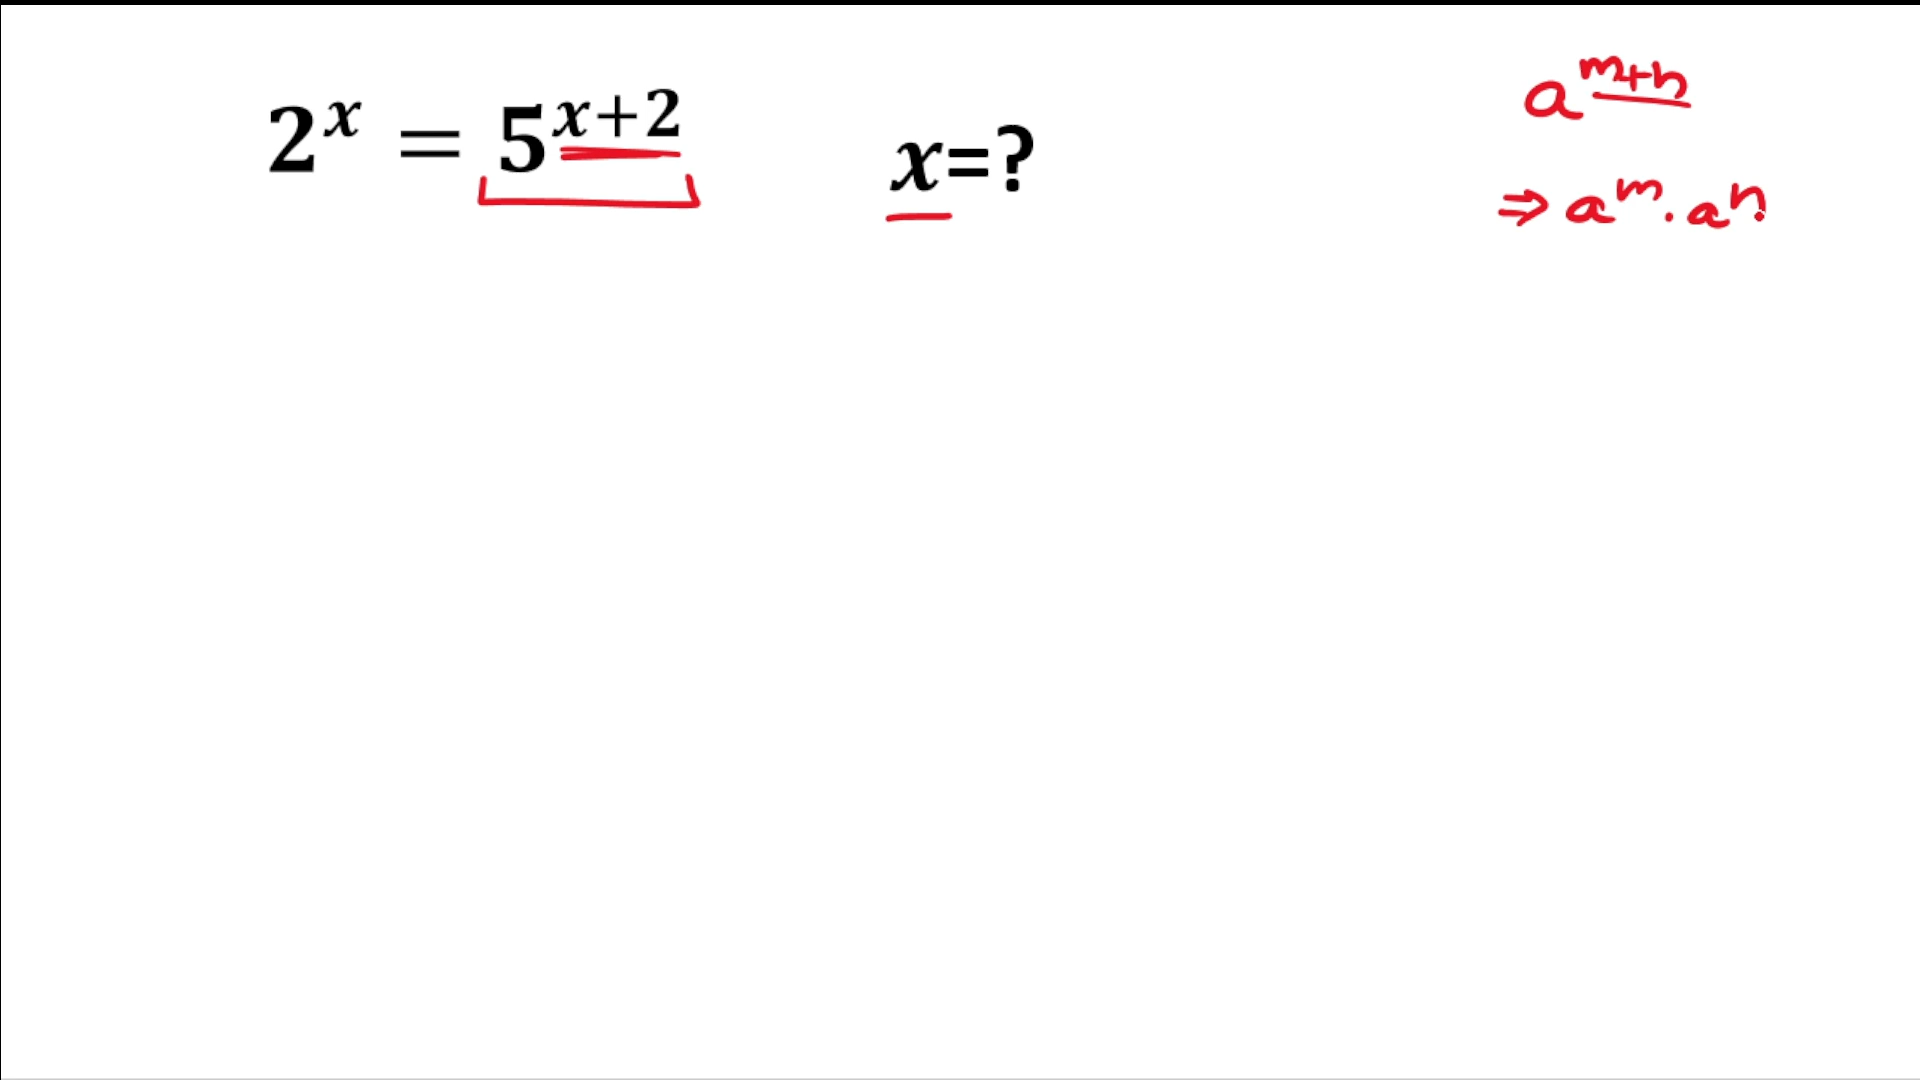 2^x = 5^{x+2} x=?
a^{m+n}
⇒ a^m · a^n